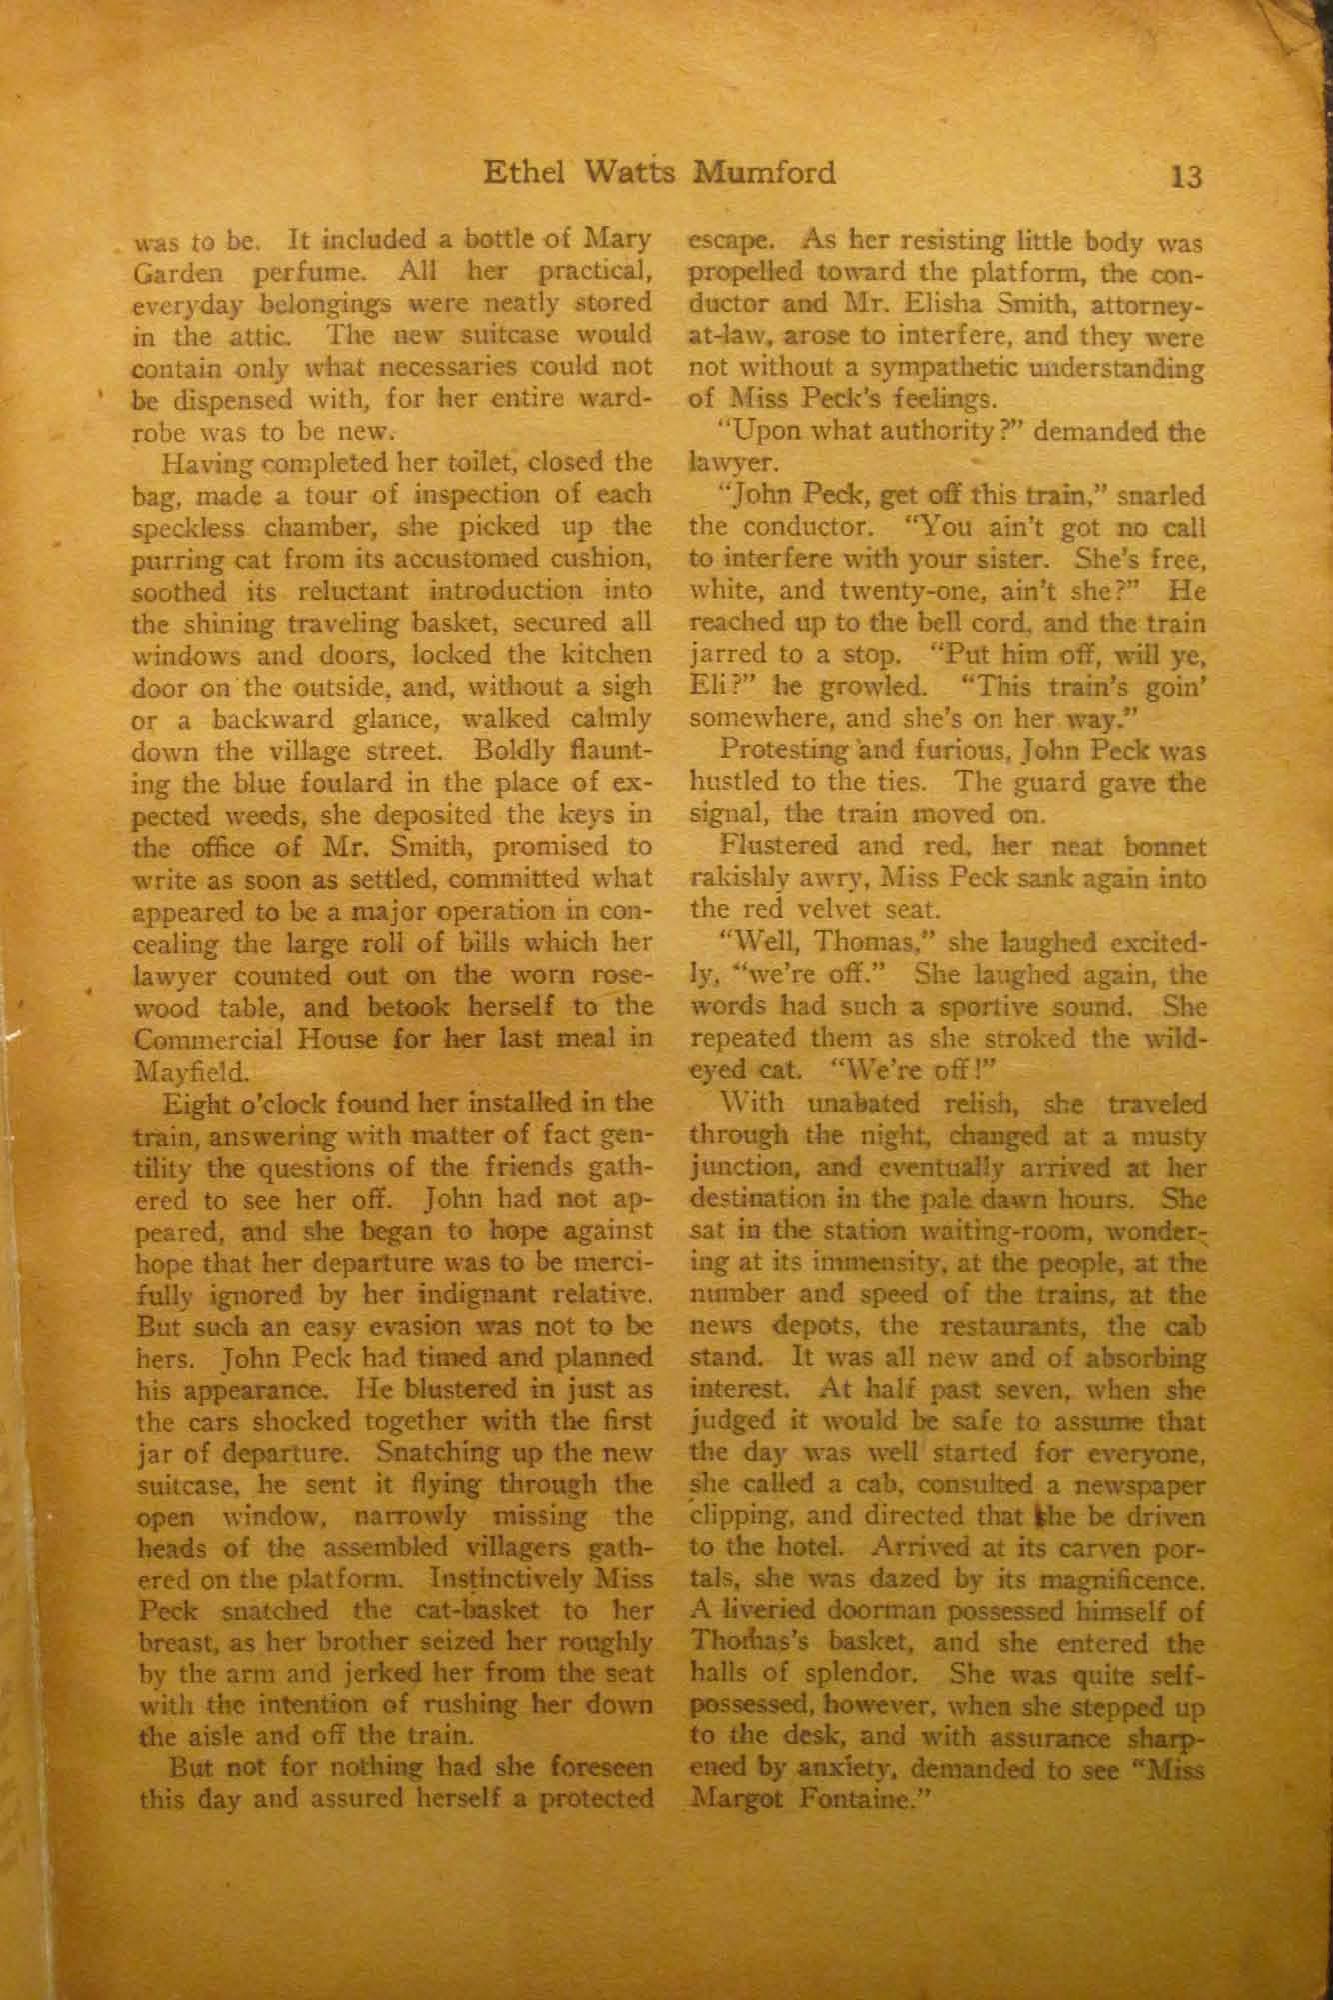 Ethel Watts Mumford
13
was to be. It included a bottle of Mary
Garden perfume. All her practical,
everyday belongings were neatly stored
in the attic. The new suitcase would
contain only what necessaries could not
be dispensed with, for her entire ward-
robe was to be new.
Having completed her toilet, closed the
bag, made a tour of inspection of each
speckless chamber, she picked up the
purring cat from its accustomed cushion,
soothed its reluctant introduction into
the shining traveling basket, secured all
windows and doors, locked the kitchen
door on the outside, and, without a sigh
or a backward glance, walked calmly
down the village street. Boldly flaunt-
ing the blue foulard in the place of ex-
pected weeds, she deposited the keys in
the office of Mr. Smith, promised to
write as soon as settled, committed what
appeared to be a major operation in con-
cealing the large roll of bills which her
lawyer counted out on the worn rose-
wood table, and betook herself to the
Commercial House for her last meal in
Mayfield.
Eight o'clock found her installed in the
train, answering with matter of fact gen-
tility the questions of the friends gath-
ered to see her off. John had not ap-
peared, and she began to hope against
hope that her departure was to be merci-
fully ignored by her indignant relative.
But such an easy evasion was not to be
hers. John Peck had timed and planned
his appearance. He blustered in just as
the cars shocked together with the first
jar of departure. Snatching up the new
suitcase, he sent it flying through the
open window, narrowly missing the
heads of the assembled villagers gath-
ered on the platform. Instinctively Miss
Peck snatched the cat-basket to her
breast, as her brother seized her roughly
by the arm and jerked her from the seat
with the intention of rushing her down
the aisle and off the train.
But not for nothing had she foreseen
this day and assured herself a protected
escape. As her resisting little body was
propelled toward the platform, the con-
ductor and Mr. Elisha Smith, attorney-
at-law, arose to interfere, and they were
not without a sympathetic understanding
of Miss Peck's feelings.
"Upon what authority?" demanded the
lawyer.
"John Peck, get off this train," snarled
the conductor. "You ain't got no call
to interfere with your sister. She's free,
white, and twenty-one, ain't she?" He
reached up to the bell cord, and the train
jarred to a stop. "Put him off, will ye,
Eli?" he growled. "This train's goin'
somewhere, and she's on her way."
Protesting and furious, John Peck was
hustled to the ties. The guard gave the
signal, the train moved on.
Flustered and red, her neat bonnet
rakishly awry, Miss Peck sank again into
the red velvet seat.
"Well, Thomas," she laughed excited-
ly, "we're off." She laughed again, the
words had such a sportive sound. She
repeated them as she stroked the wild-
eyed cat. "We're off!"
With unabated relish, she traveled
through the night, changed at a musty
junction, and eventually arrived at her
destination in the pale dawn hours. She
sat in the station waiting-room, wonder-
ing at its immensity, at the people, at the
number and speed of the trains, at the
news depots, the restaurants, the cab
stand. It was all new and of absorbing
interest. At half past seven, when she
judged it would be safe to assume that
the day was well started for everyone,
she called a cab, consulted a newspaper
clipping, and directed that she be driven
to the hotel. Arrived at its carven por-
tals, she was dazed by its magnificence.
A liveried doorman possessed himself of
Thomas's basket, and she entered the
halls of splendor. She was quite self-
possessed, however, when she stepped up
to the desk, and with assurance sharp-
ened by anxiety, demanded to see "Miss
Margot Fontaine."